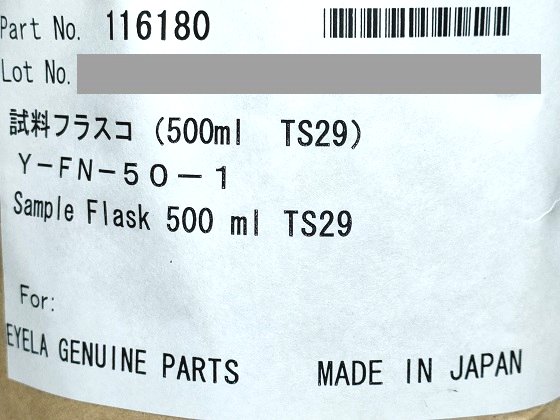 Part No. 116180
Lot No.
試料フラスコ (500ml　TS29)
Ｙ－ＦＮ－５０－１
Sample Flask 500 ml TS29
For:
EYELA GENUINE PARTS　MADE IN JAPAN